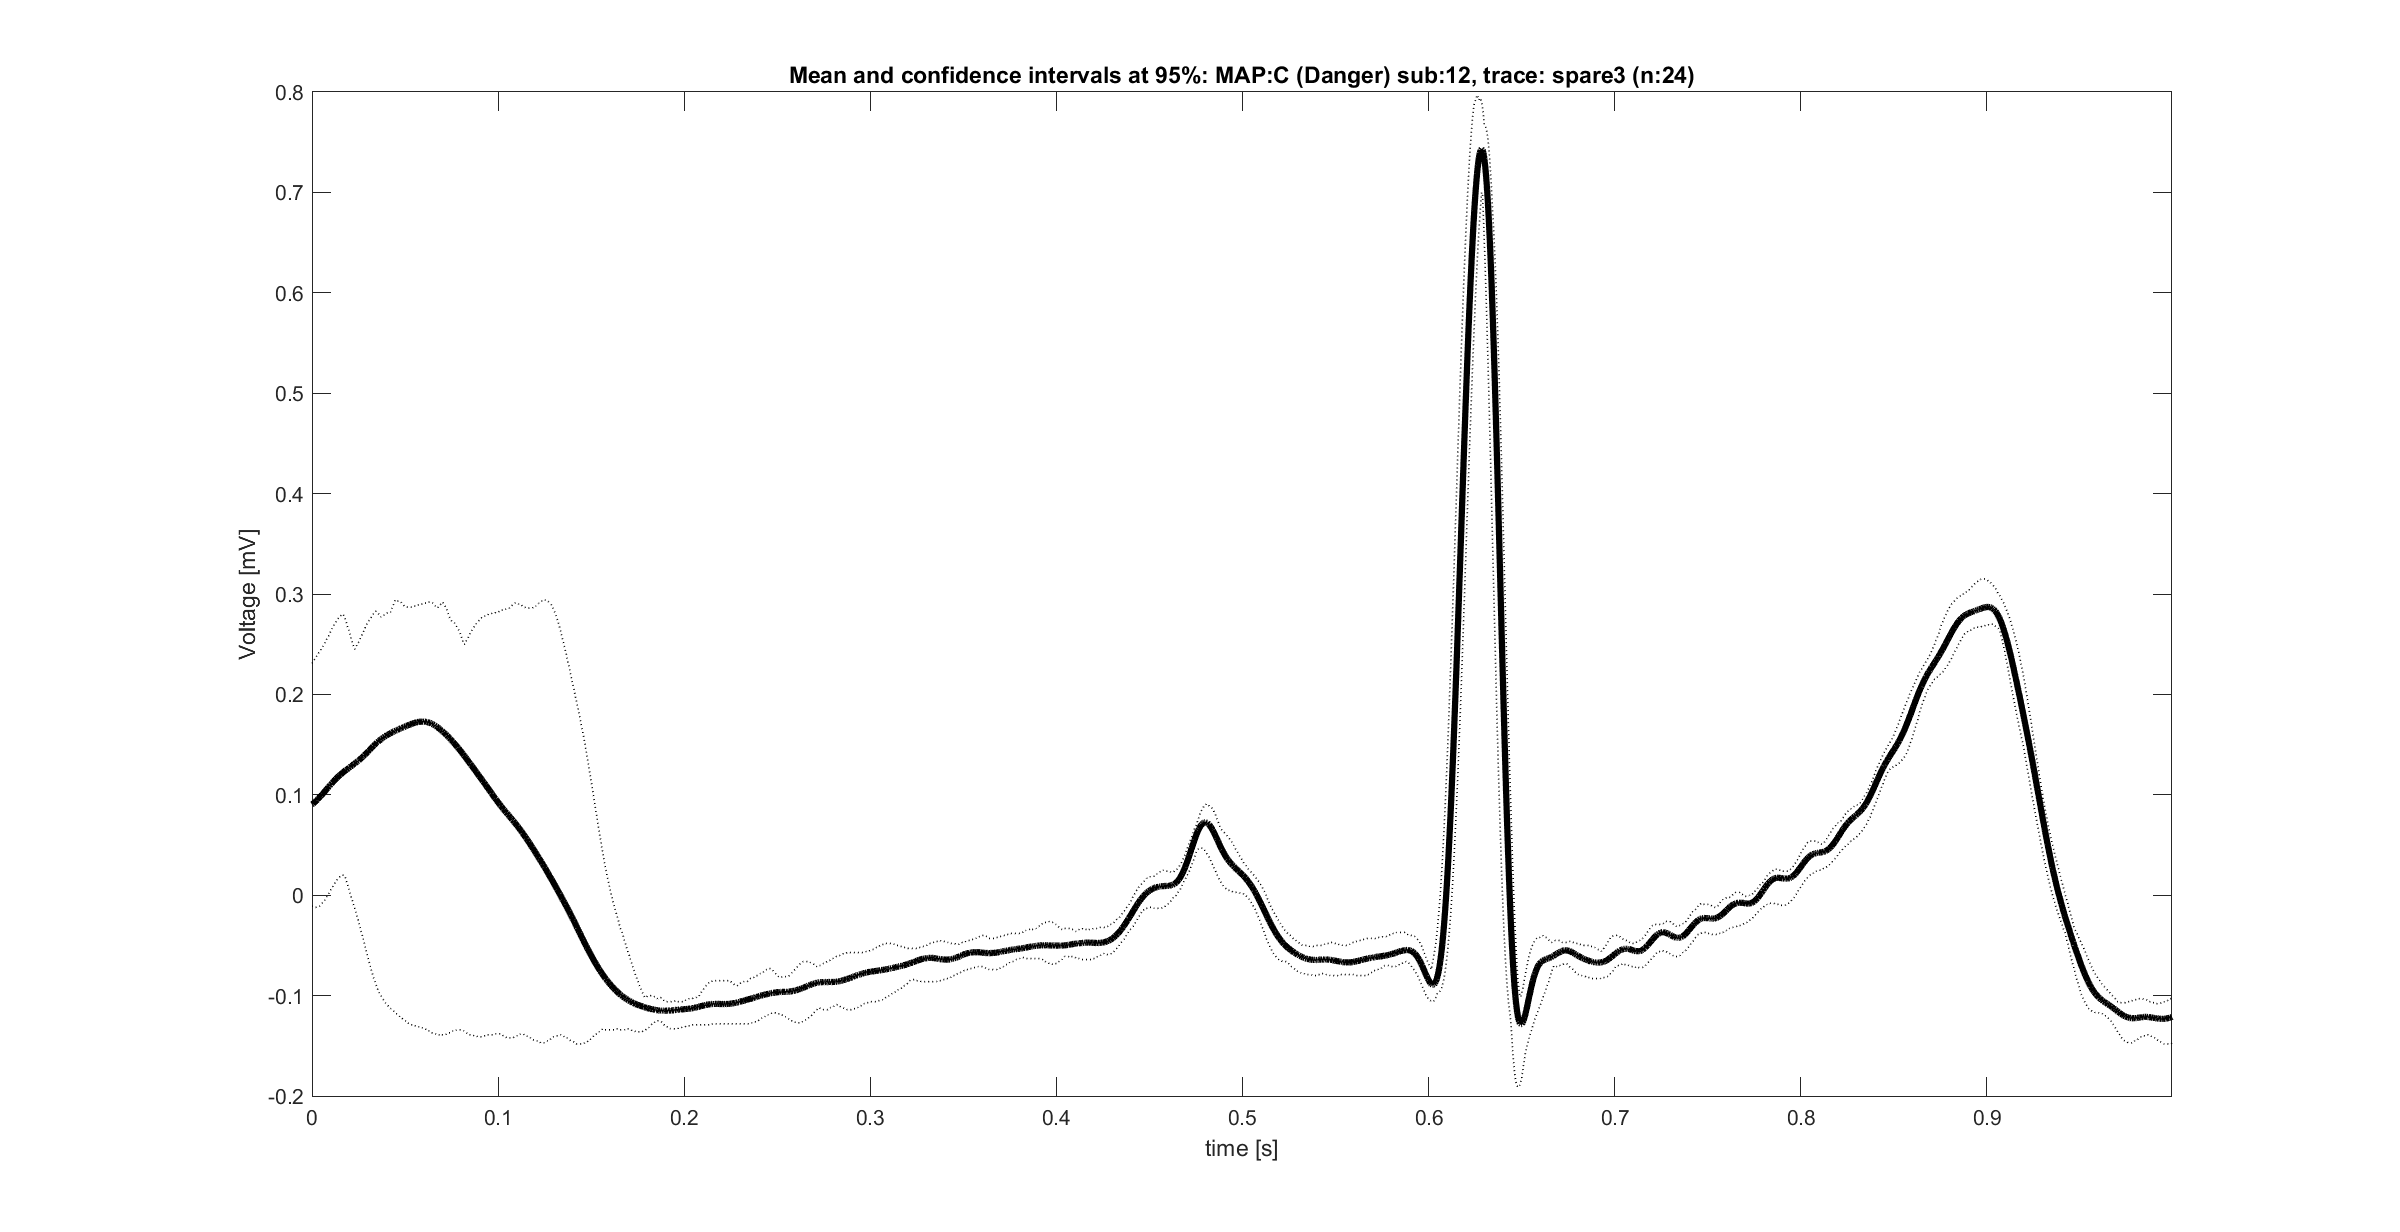 Mean and confidence intervals at 95%: MAP:C (Danger) sub:12, trace: spare3 (n:24)
0.8
0.7
0.6
0.5
0.4
0.3
0.2
0.1
0
-0.1
-0.2
Voltage [mV]
0 0.1 0.2 0.3 0.4 0.5 0.6 0.7 0.8 0.9
time [s]